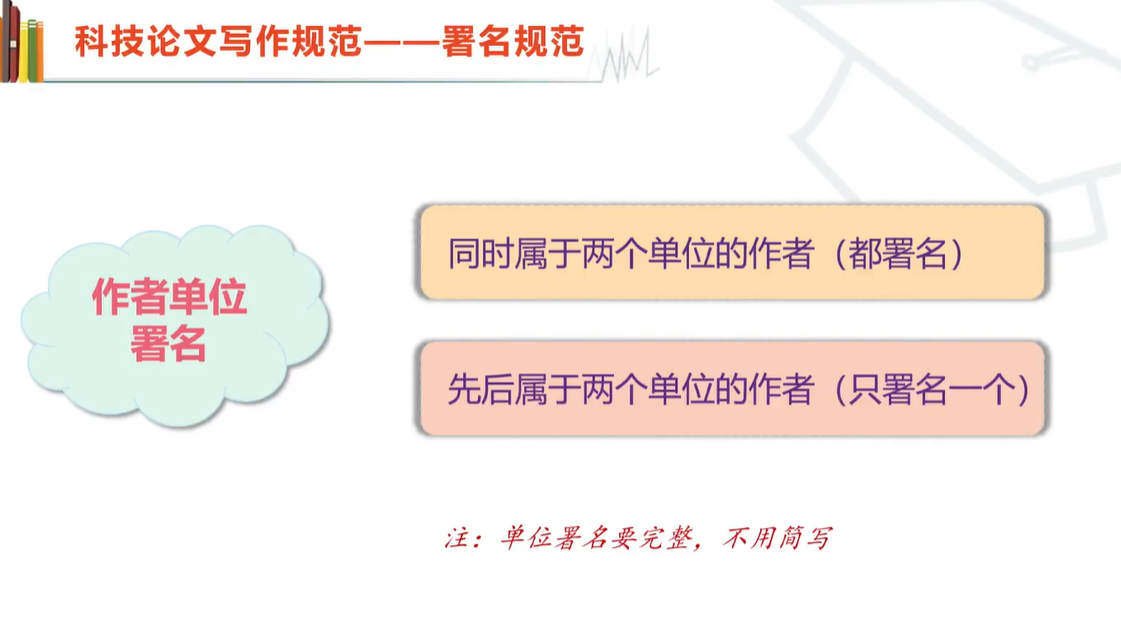 科技论文写作规范——署名规范
作者单位
署名
同时属于两个单位的作者（都署名）
先后属于两个单位的作者（只署名一个）
注：单位署名要完整，不用简写